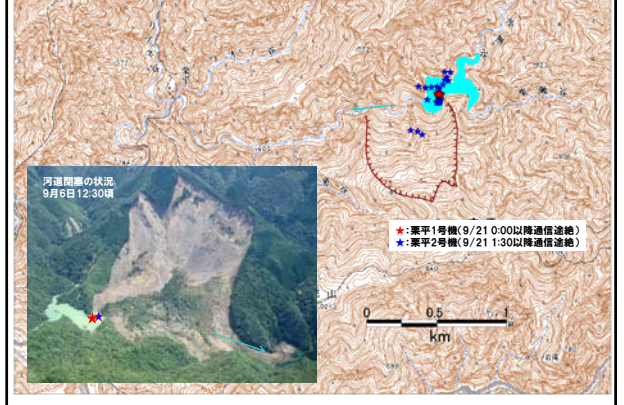 河道閉塞の状況
9月6日12:30頃
★:栗平1号機(9/21 0:00以降通信途絶)
★:栗平2号機(9/21 1:30以降通信途絶)
0 0.5 1
km